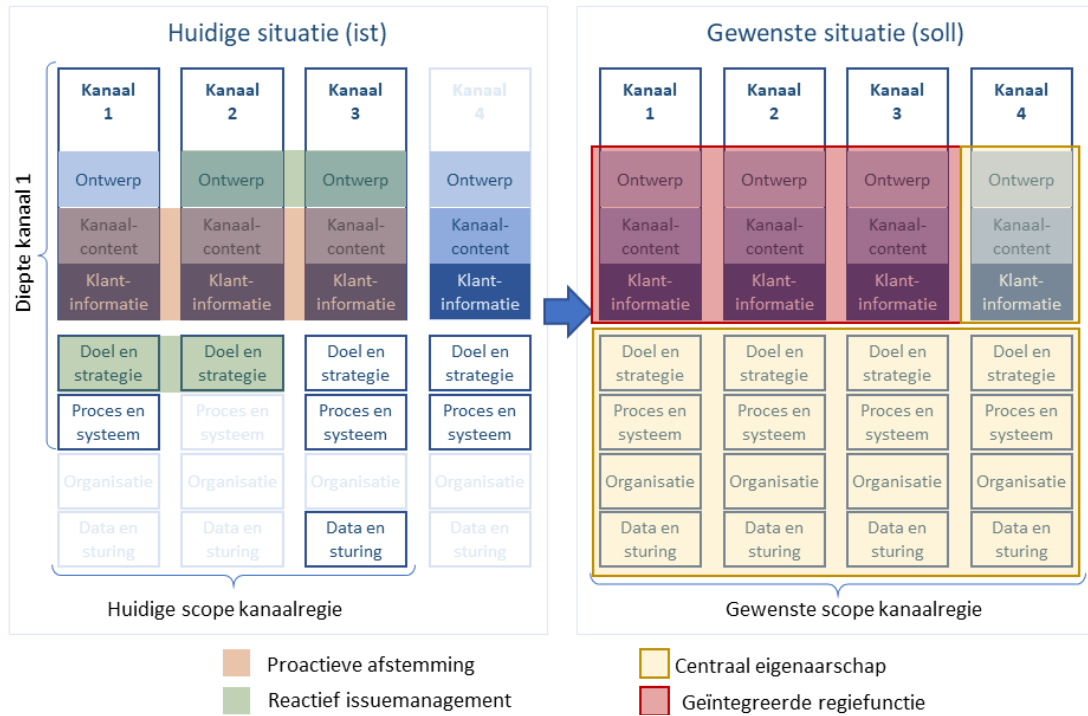 Huidige situatie (ist)
Gewenste situatie (soll)
Diepte kanaal 1
Kanaal
1
Kanaal
2
Kanaal
3
Kanaal
4
Kanaal
1
Kanaal
2
Kanaal
3
Kanaal
4
Ontwerp
Ontwerp
Ontwerp
Ontwerp
Ontwerp
Ontwerp
Ontwerp
Ontwerp
Kanaal-
content
Kanaal-
content
Kanaal-
content
Kanaal-
content
Kanaal-
content
Kanaal-
content
Kanaal-
content
Kanaal-
content
Klant-
informatie
Klant-
informatie
Klant-
informatie
Klant-
informatie
Klant-
informatie
Klant-
informatie
Klant-
informatie
Klant-
informatie
Doel en
strategie
Doel en
strategie
Doel en
strategie
Doel en
strategie
Doel en
strategie
Doel en
strategie
Doel en
strategie
Doel en
strategie
Proces en
systeem
Proces en
systeem
Proces en
systeem
Proces en
systeem
Proces en
systeem
Proces en
systeem
Proces en
systeem
Proces en
systeem
Organisatie
Organisatie
Organisatie
Organisatie
Organisatie
Organisatie
Organisatie
Organisatie
Data en
sturing
Data en
sturing
Data en
sturing
Data en
sturing
Data en
sturing
Data en
sturing
Data en
sturing
Data en
sturing
Huidige scope kanaalregie
Gewenste scope kanaalregie
Proactieve afstemming
Reactief issuemanagement
Centraal eigenaarschap
Geïntegreerde regiefunctie